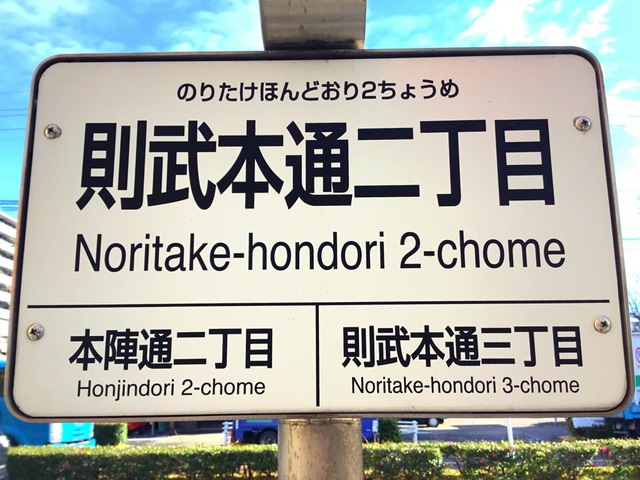 のりたけほんどおり2ちょうめ
則武本通二丁目
Noritake-hondori 2-chome
本陣通二丁目
Honjindori 2-chome
則武本通三丁目
Noritake-hondori 3-chome